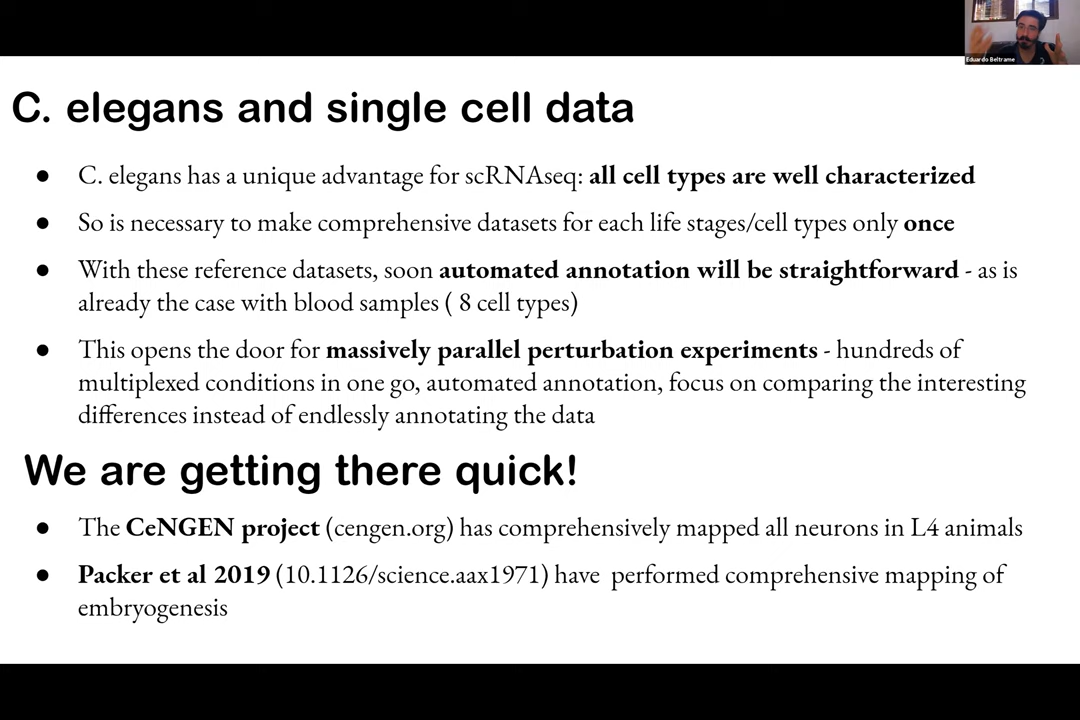 Eduardo Beltrame
C. elegans and single cell data
● C. elegans has a unique advantage for scRNAseq: all cell types are well characterized
● So is necessary to make comprehensive datasets for each life stages/cell types only once
● With these reference datasets, soon automated annotation will be straightforward - as is
already the case with blood samples ( 8 cell types)
● This opens the door for massively parallel perturbation experiments - hundreds of
multiplexed conditions in one go, automated annotation, focus on comparing the interesting
differences instead of endlessly annotating the data
We are getting there quick!
● The CeNGEN project (cengen.org) has comprehensively mapped all neurons in L4 animals
● Packer et al 2019 (10.1126/science.aax1971) have performed comprehensive mapping of
embryogenesis